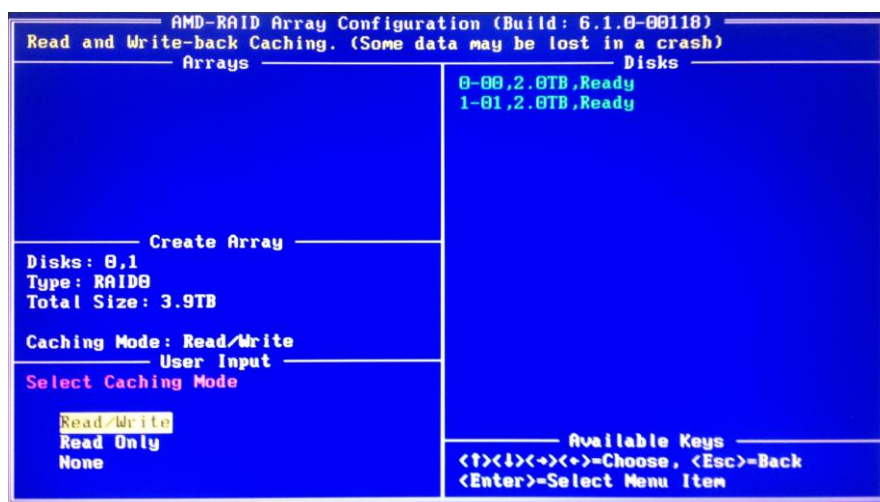 AMD-RAID Array Configuration (Build: 6.1.0-00118)
Read and Write-back Caching. (Some data may be lost in a crash)
Arrays
Disks
0-00,2.0TB,Ready
1-01,2.0TB,Ready
Create Array
Disks: 0,1
Type: RAID0
Total Size: 3.9TB
Caching Mode: Read/Write
User Input
Select Caching Mode
Read/Write
Read Only
None
Available Keys
<↑><↓><→><←>=Choose, <Esc>=Back
<Enter>=Select Menu Item